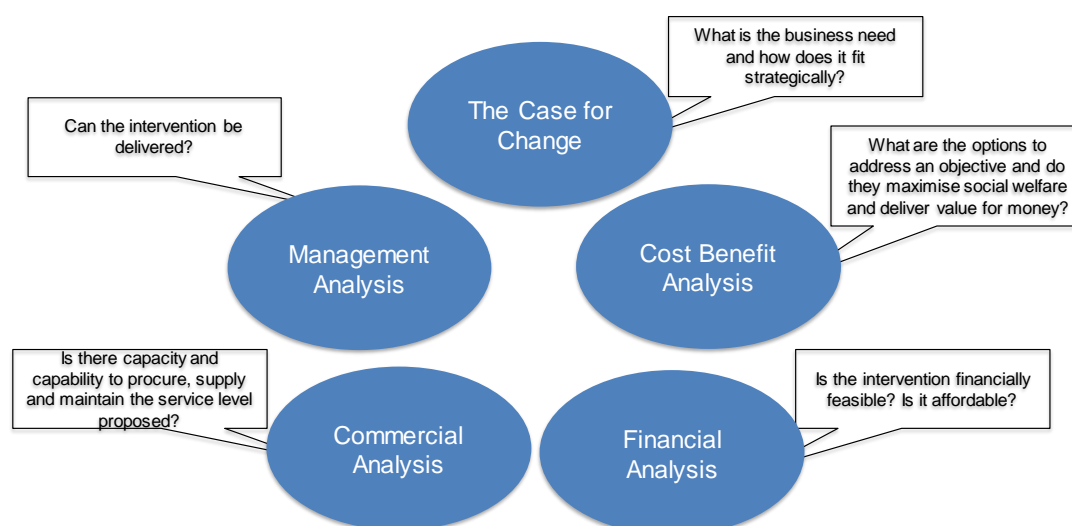 What is the business need
and how does it fit
strategically?
The Case for
Change
Can the intervention be
delivered?
What are the options to
address an objective and do
they maximise social welfare
and deliver value for money?
Management
Analysis
Cost Benefit
Analysis
Is there capacity and
capability to procure, supply
and maintain the service level
proposed?
Commercial
Analysis
Financial
Analysis
Is the intervention financially
feasible? Is it affordable?